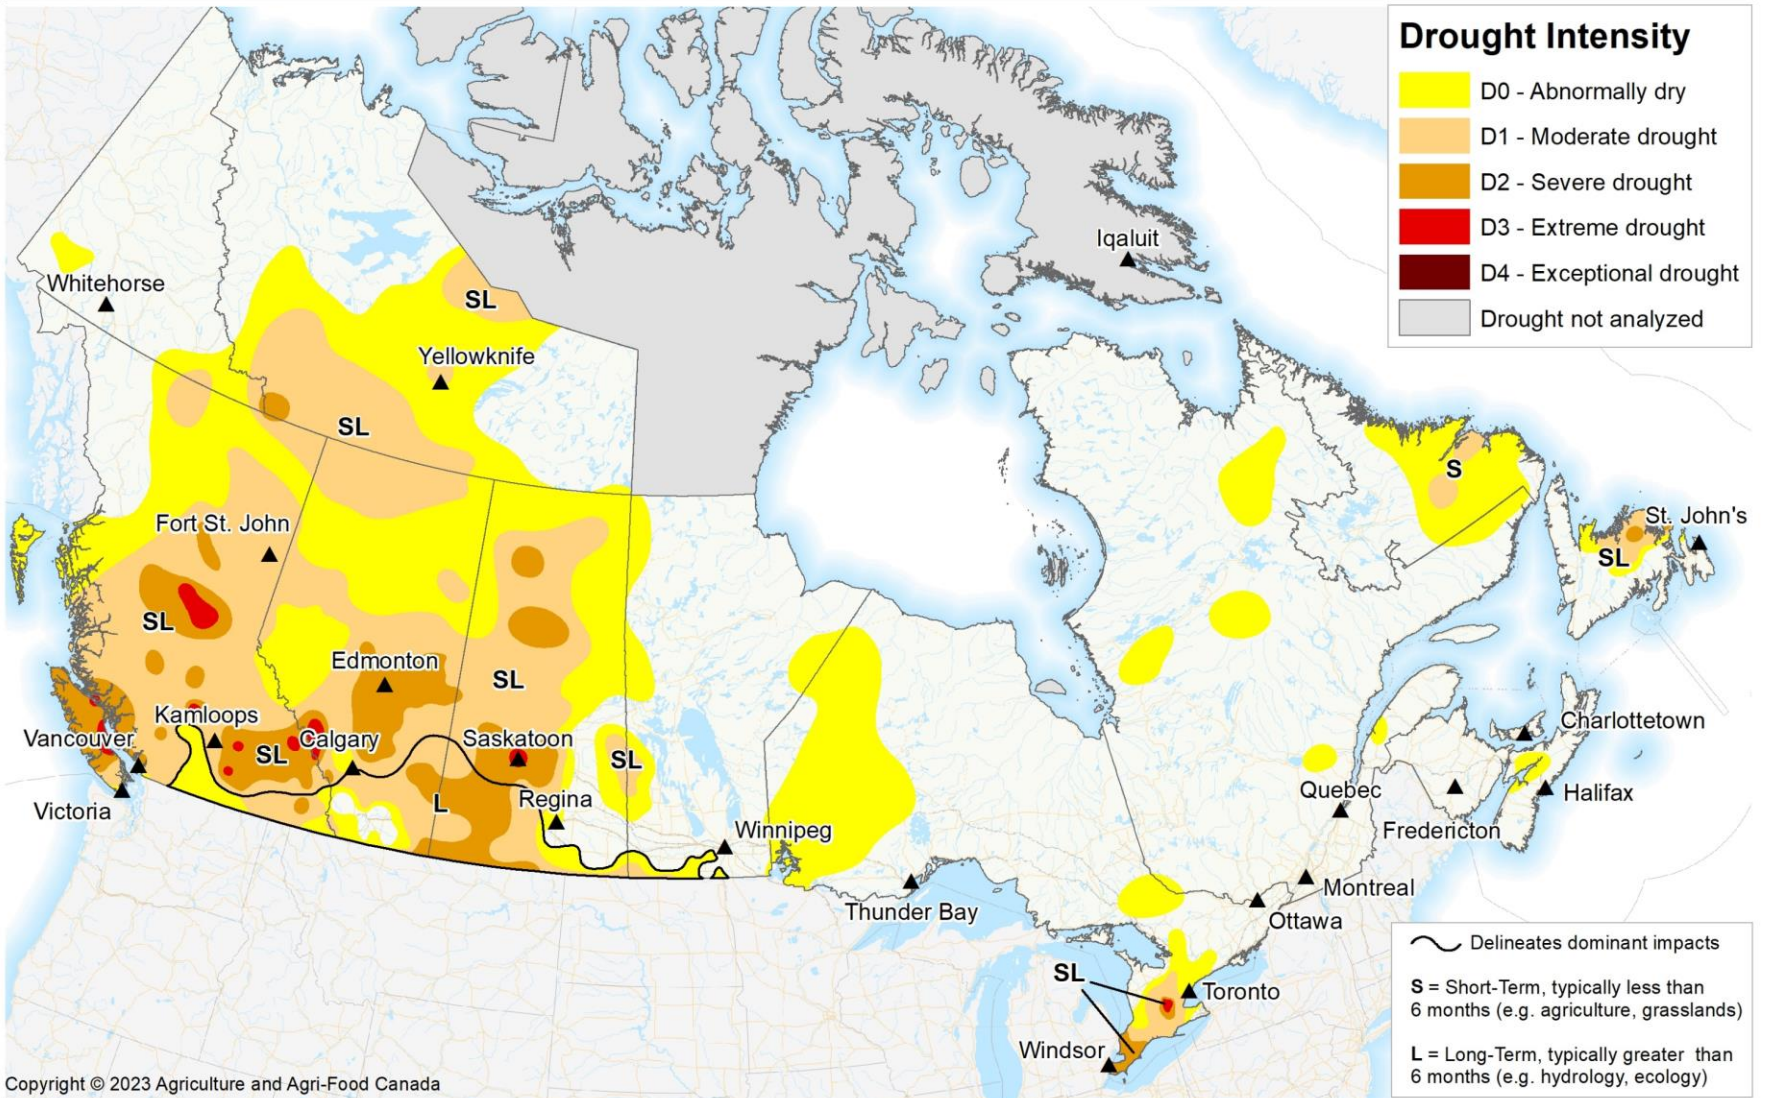 Drought Intensity
D0 - Abnormally dry
D1 - Moderate drought
D2 - Severe drought
D3 - Extreme drought
D4 - Exceptional drought
Drought not analyzed
Iqaluit
Whitehorse
SL
Yellowknife
SL
S
Fort St. John
St. John's
SL
SL
Edmonton
SL
Kamloops
Charlottetown
Vancouver
Calgary
Saskatoon
SL
SL
Quebec
Halifax
Victoria
L
Regina
Winnipeg
Fredericton
Montreal
Thunder Bay
Ottawa
SL
Toronto
Windsor
Delineates dominant impacts
S = Short-Term, typically less than
6 months (e.g. agriculture, grasslands)
L = Long-Term, typically greater than
6 months (e.g. hydrology, ecology)
Copyright © 2023 Agriculture and Agri-Food Canada